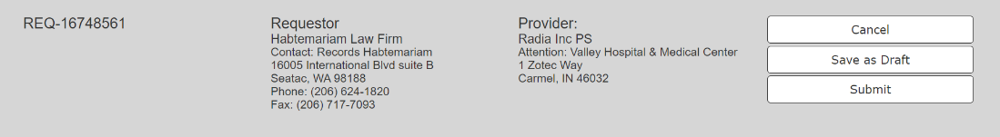 REQ-16748561
Requestor
Habtemariam Law Firm
Contact: Records Habtemariam
16005 International Blvd suite B
Seatac, WA 98188
Phone: (206) 624-1820
Fax: (206) 717-7093
Provider:
Radia Inc PS
Attention: Valley Hospital & Medical Center
1 Zotec Way
Carmel, IN 46032
Cancel
Save as Draft
Submit